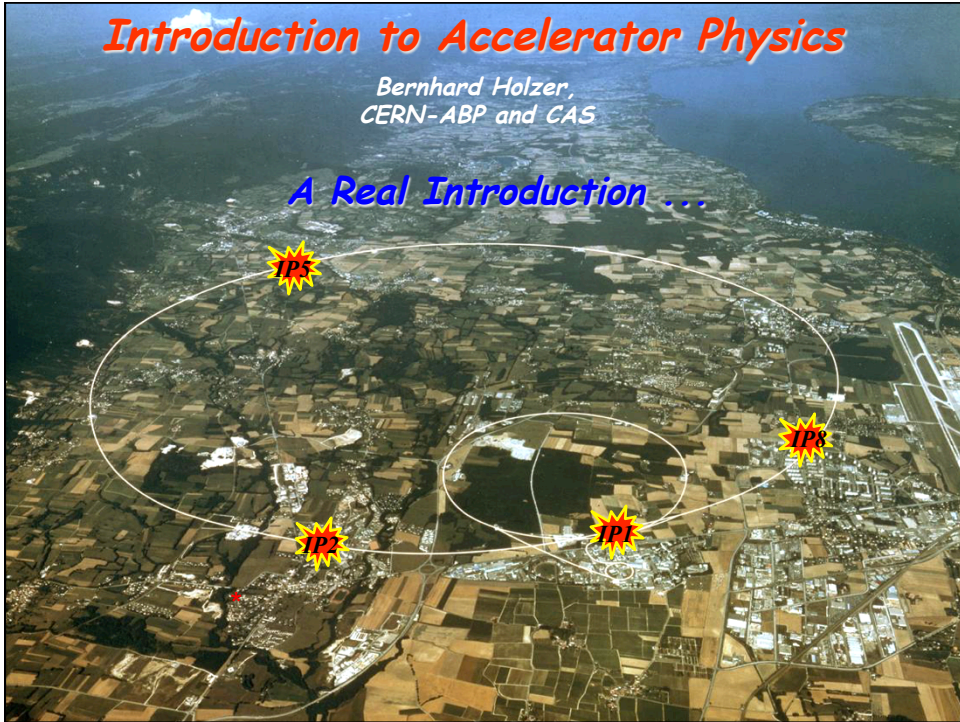 Introduction to Accelerator Physics
Bernhard Holzer,
CERN-ABP and CAS
A Real Introduction ...
IP5
IP8
IP1
IP2